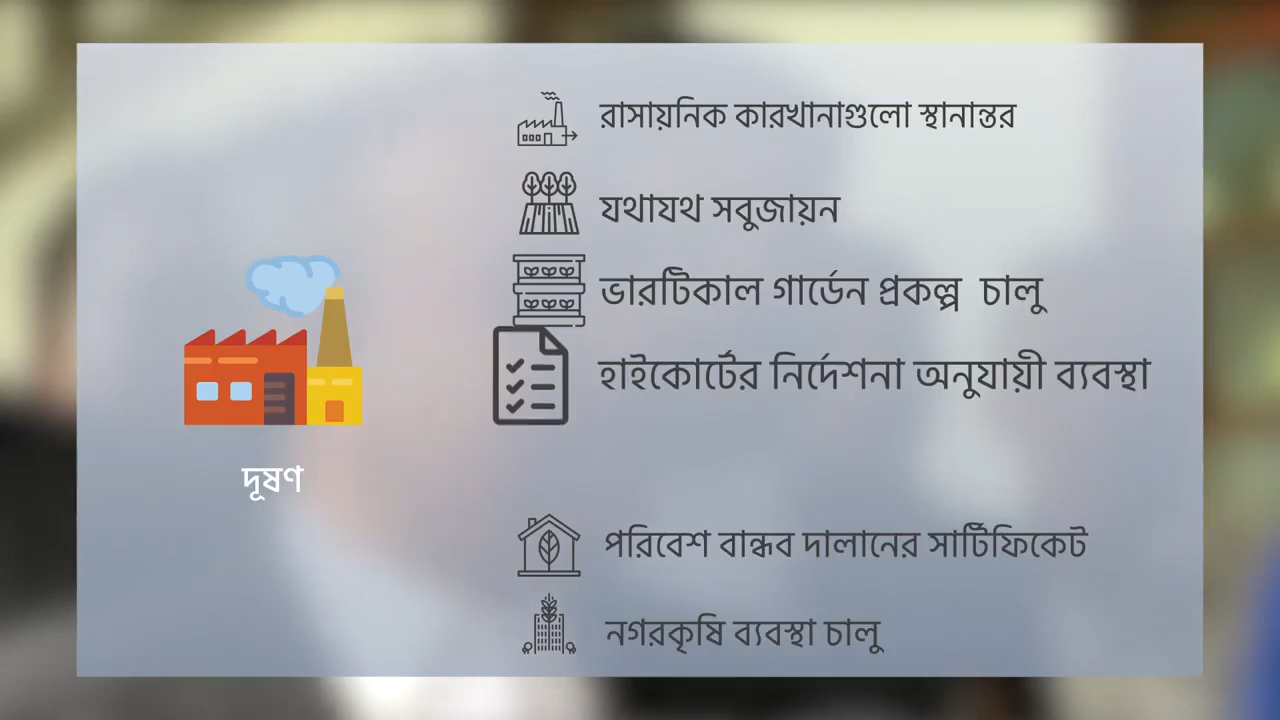 রাসায়নিক কারখানাগুলো স্থানান্তর
যথাযথ সবুজায়ন
ভারটিকাল গার্ডেন প্রকল্প চালু
হাইকোর্টের নির্দেশনা অনুযায়ী ব্যবস্থা
দূষণ
পরিবেশ বান্ধব দালানের সার্টিফিকেট
নগরকৃষি ব্যবস্থা চালু